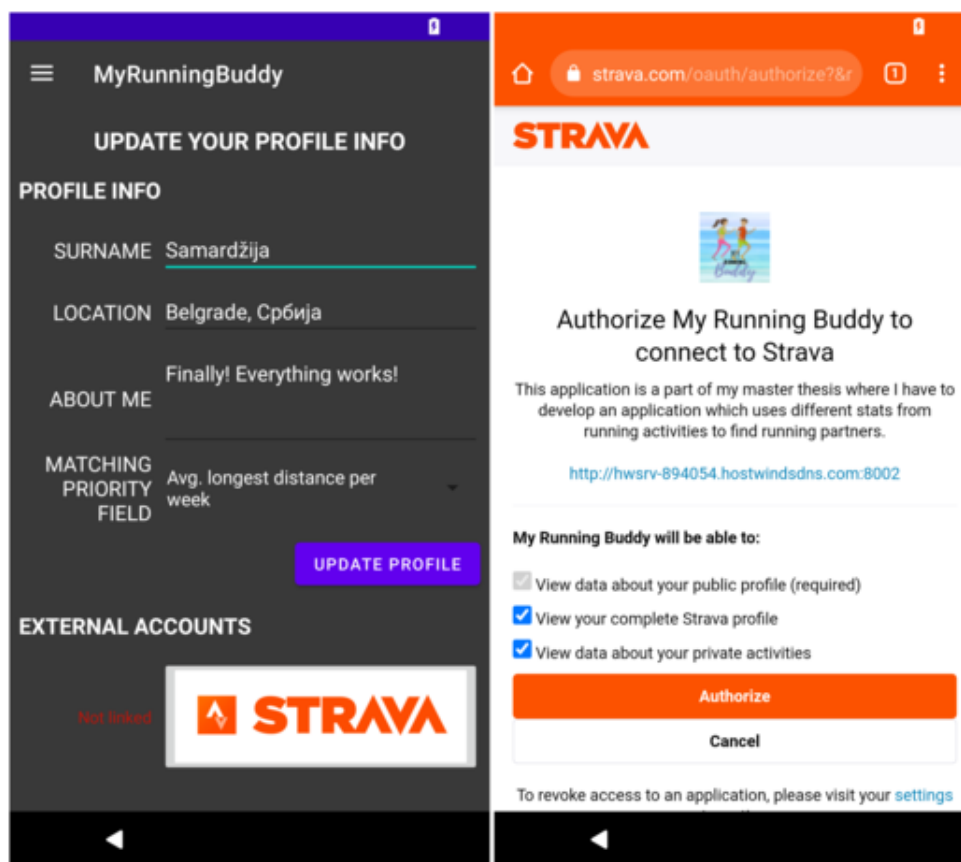 MyRunningBuddy
UPDATE YOUR PROFILE INFO
PROFILE INFO
SURNAME Samardžija
LOCATION Belgrade, Србија
ABOUT ME Finally! Everything works!
MATCHING PRIORITY FIELD Avg. longest distance per week
UPDATE PROFILE
EXTERNAL ACCOUNTS
Not linked STRAVA
strava.com/oauth/authorize?&r 1
STRAVA
Buddy
Authorize My Running Buddy to
connect to Strava
This application is a part of my master thesis where I have to
develop an application which uses different stats from
running activities to find running partners.
http://hwsrv-894054.hostwindsdns.com:8002
My Running Buddy will be able to:
View data about your public profile (required)
View your complete Strava profile
View data about your private activities
Authorize
Cancel
To revoke access to an application, please visit your settings